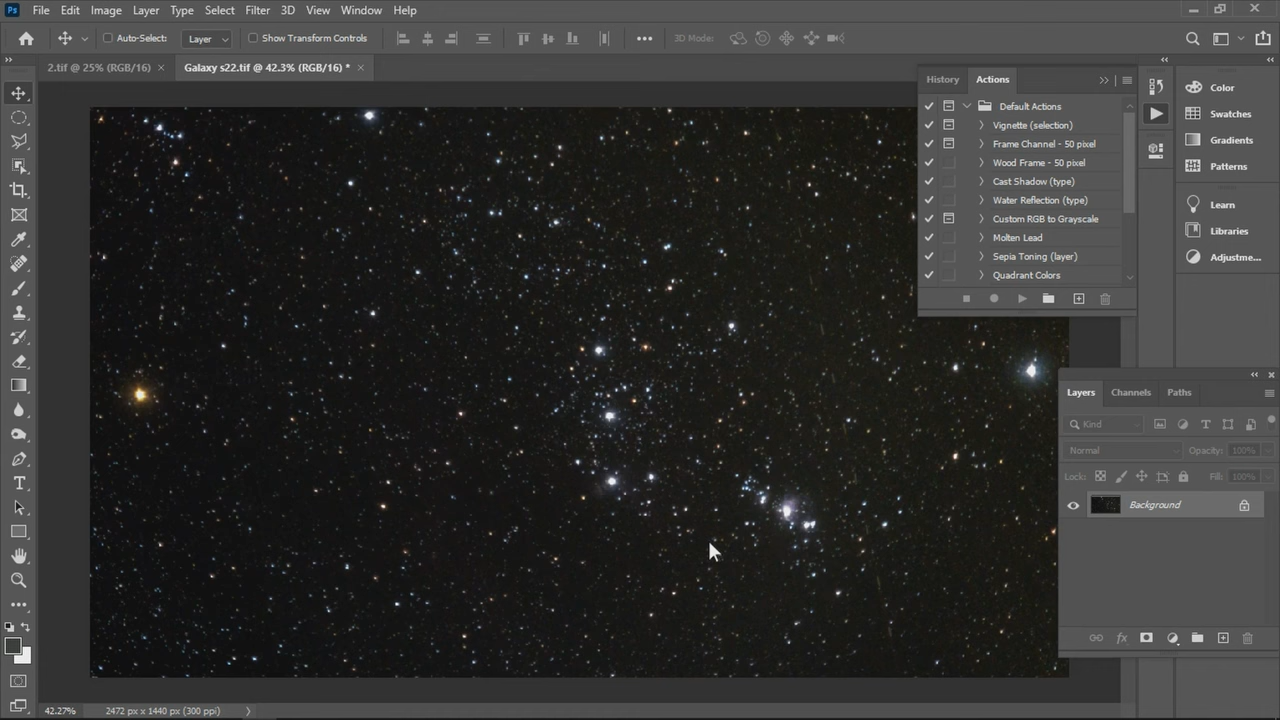 Ps File Edit Image Layer Type Select Filter 3D View Window Help
Auto-Select: Layer Show Transform Controls ••• 3D Mode:
2.tif @ 25% (RGB/16) × Galaxy s22.tif @ 42.3% (RGB/16) * ×
History Actions
Default Actions
Vignette (selection)
Frame Channel - 50 pixel
Wood Frame - 50 pixel
Cast Shadow (type)
Water Reflection (type)
Custom RGB to Grayscale
Molten Lead
Sepia Toning (layer)
Quadrant Colors
Color
Swatches
Gradients
Patterns
Learn
Libraries
Adjustme...
Layers Channels Paths
Kind
Normal Opacity: 100%
Lock: Fill: 100%
Background
42.27% 2472 px x 1440 px (300 ppi)